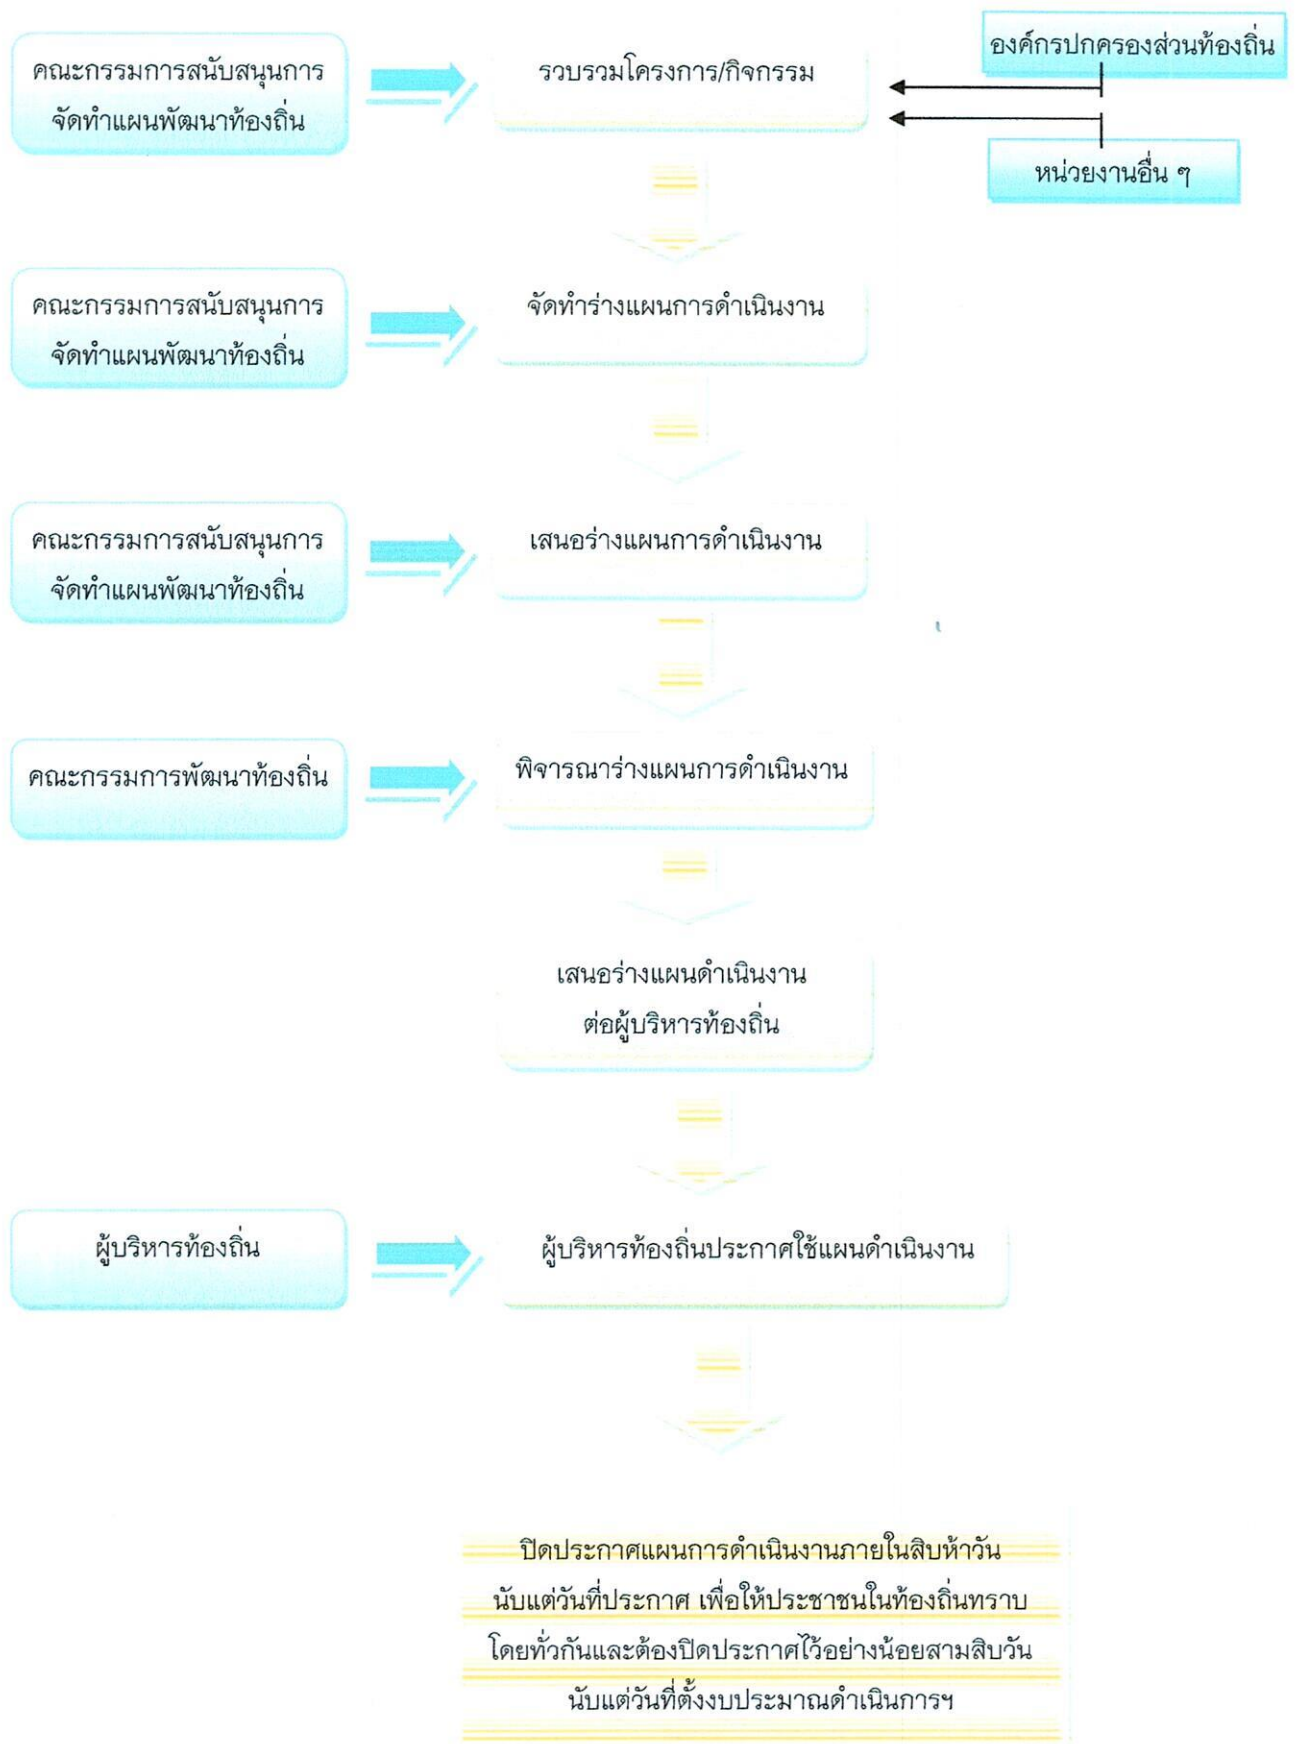 คณะกรรมการสนับสนุนการ
จัดทำแผนพัฒนาท้องถิ่น
รวบรวมโครงการ/กิจกรรม
องค์กรปกครองส่วนท้องถิ่น
หน่วยงานอื่น ๆ
คณะกรรมการสนับสนุนการ
จัดทำแผนพัฒนาท้องถิ่น
จัดทำร่างแผนการดำเนินงาน
คณะกรรมการสนับสนุนการ
จัดทำแผนพัฒนาท้องถิ่น
เสนอร่างแผนการดำเนินงาน
คณะกรรมการพัฒนาท้องถิ่น
พิจารณาร่างแผนการดำเนินงาน
เสนอร่างแผนดำเนินงาน
ต่อผู้บริหารท้องถิ่น
ผู้บริหารท้องถิ่น
ผู้บริหารท้องถิ่นประกาศใช้แผนดำเนินงาน
ปิดประกาศแผนการดำเนินงานภายในสิบห้าวัน
นับแต่วันที่ประกาศ เพื่อให้ประชาชนในท้องถิ่นทราบ
โดยทั่วกันและต้องปิดประกาศไว้อย่างน้อยสามสิบวัน
นับแต่วันที่ตั้งงบประมาณดำเนินการฯ